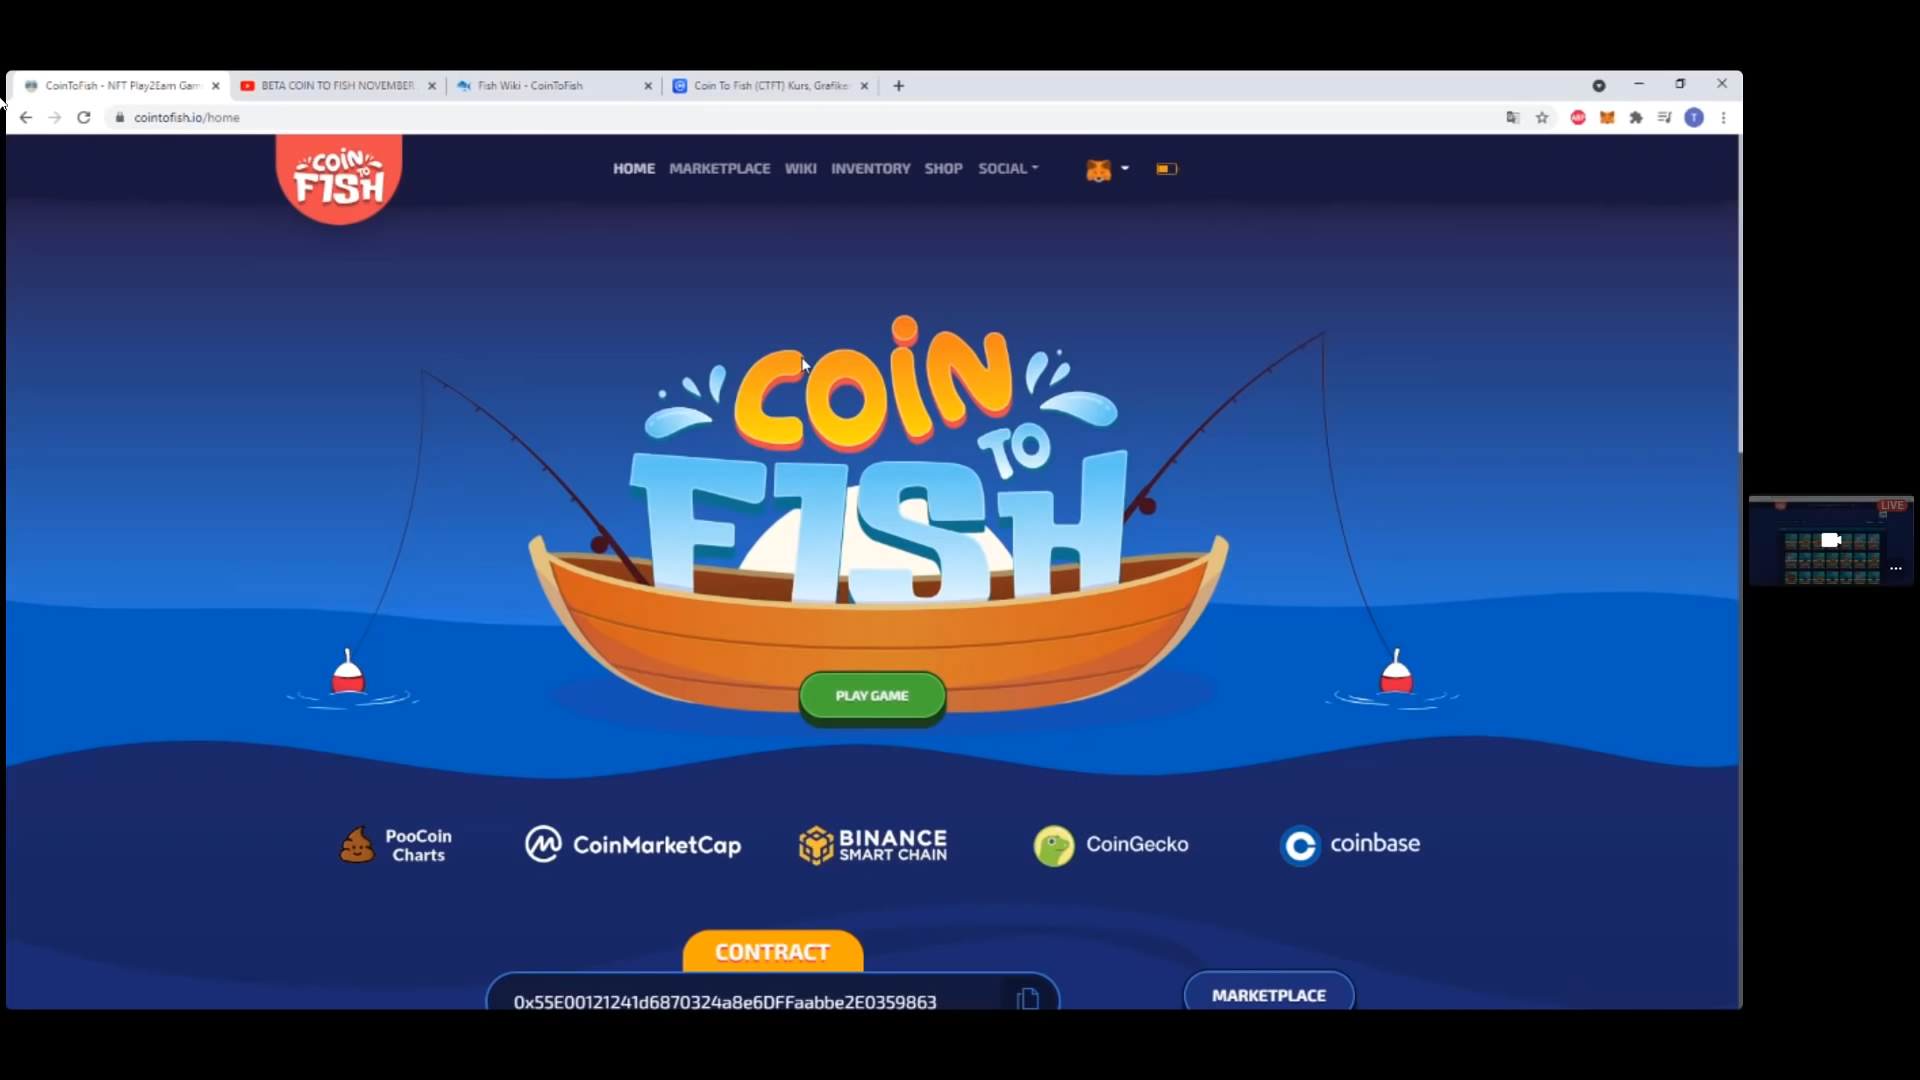 CoinToFish - NFT Play2Earn Gam
BETA COIN TO FISH NOVEMBER
Fish Wiki - CoinToFish
Coin To Fish (CTFT) Kurs, Grafike
cointofish.io/home
ABP
T
COIN
TO
FISH
HOME
MARKETPLACE
WIKI
INVENTORY
SHOP
SOCIAL
COIN
TO
FISH
PLAY GAME
PooCoin
Charts
CoinMarketCap
BINANCE
SMART CHAIN
CoinGecko
coinbase
CONTRACT
0x55E00121241d6870324a8e6DFFaabbe2E0359863
MARKETPLACE
LIVE